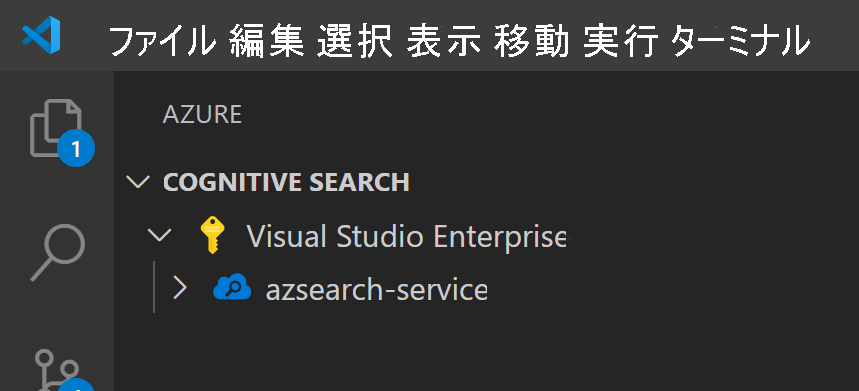 ファイル 編集 選択 表示 移動 実行 ターミナル
AZURE
1
COGNITIVE SEARCH
Visual Studio Enterprise
azsearch-service